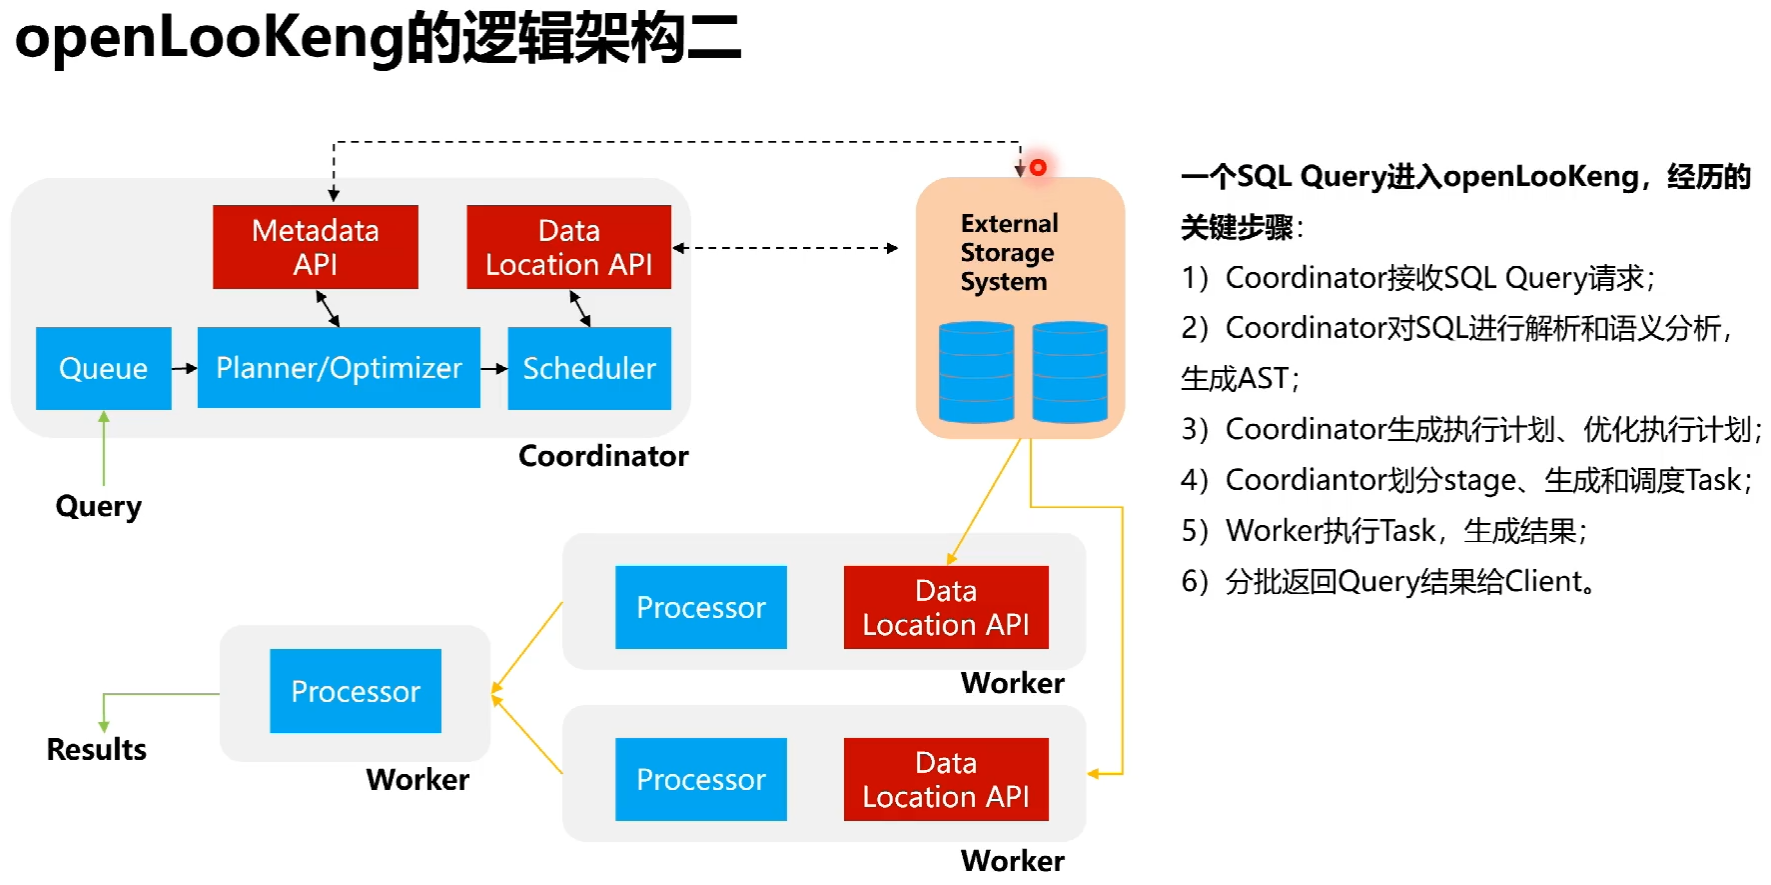 openLooKeng的逻辑架构二
Metadata
API
Data
Location API
External
Storage
System
Queue
Planner/Optimizer
Scheduler
Coordinator
Query
Processor
Data
Location API
Worker
Processor
Worker
Results
Processor
Data
Location API
Worker
一个SQL Query进入openLooKeng，经历的
关键步骤：
1）Coordinator接收SQL Query请求；
2）Coordinator对SQL进行解析和语义分析，
生成AST；
3）Coordinator生成执行计划、优化执行计划；
4）Coordiantor划分stage、生成和调度Task；
5）Worker执行Task，生成结果；
6）分批返回Query结果给Client。